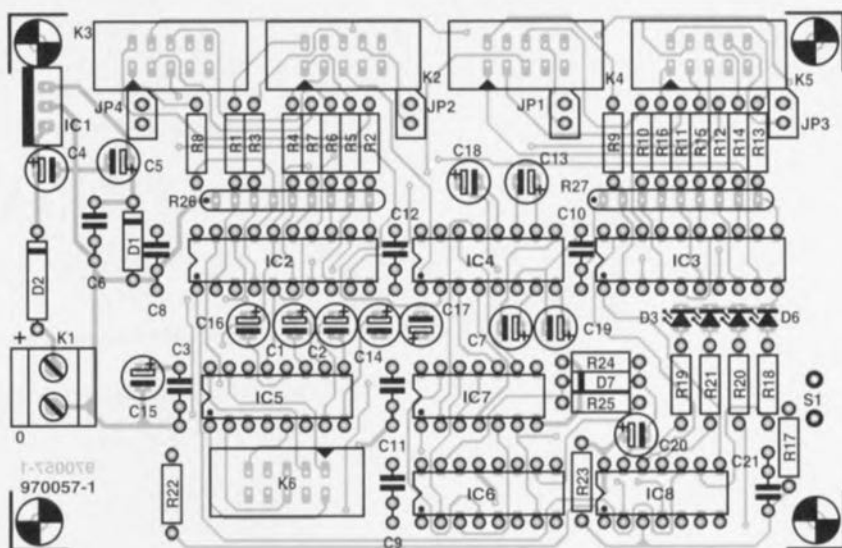 K3
K2
K4
K5
JP4
JP2
JP1
JP3
IC1
C4
C5
R8
R1
R3
R4
R7
R6
R5
R2
C18
C13
R9
R10
R16
R11
R15
R12
R14
R13
R28
R27
C12
C10
D2
D1
C6
C8
IC2
IC4
IC3
C16
C1
C2
C14
C17
C7
C19
D3
D6
+
K1
0
C15
C3
IC5
IC7
R24
D7
R25
R19
R21
R20
R18
S1
R17
C20
C21
970057-1
970057-1
R22
K6
C11
C9
IC6
R23
IC8